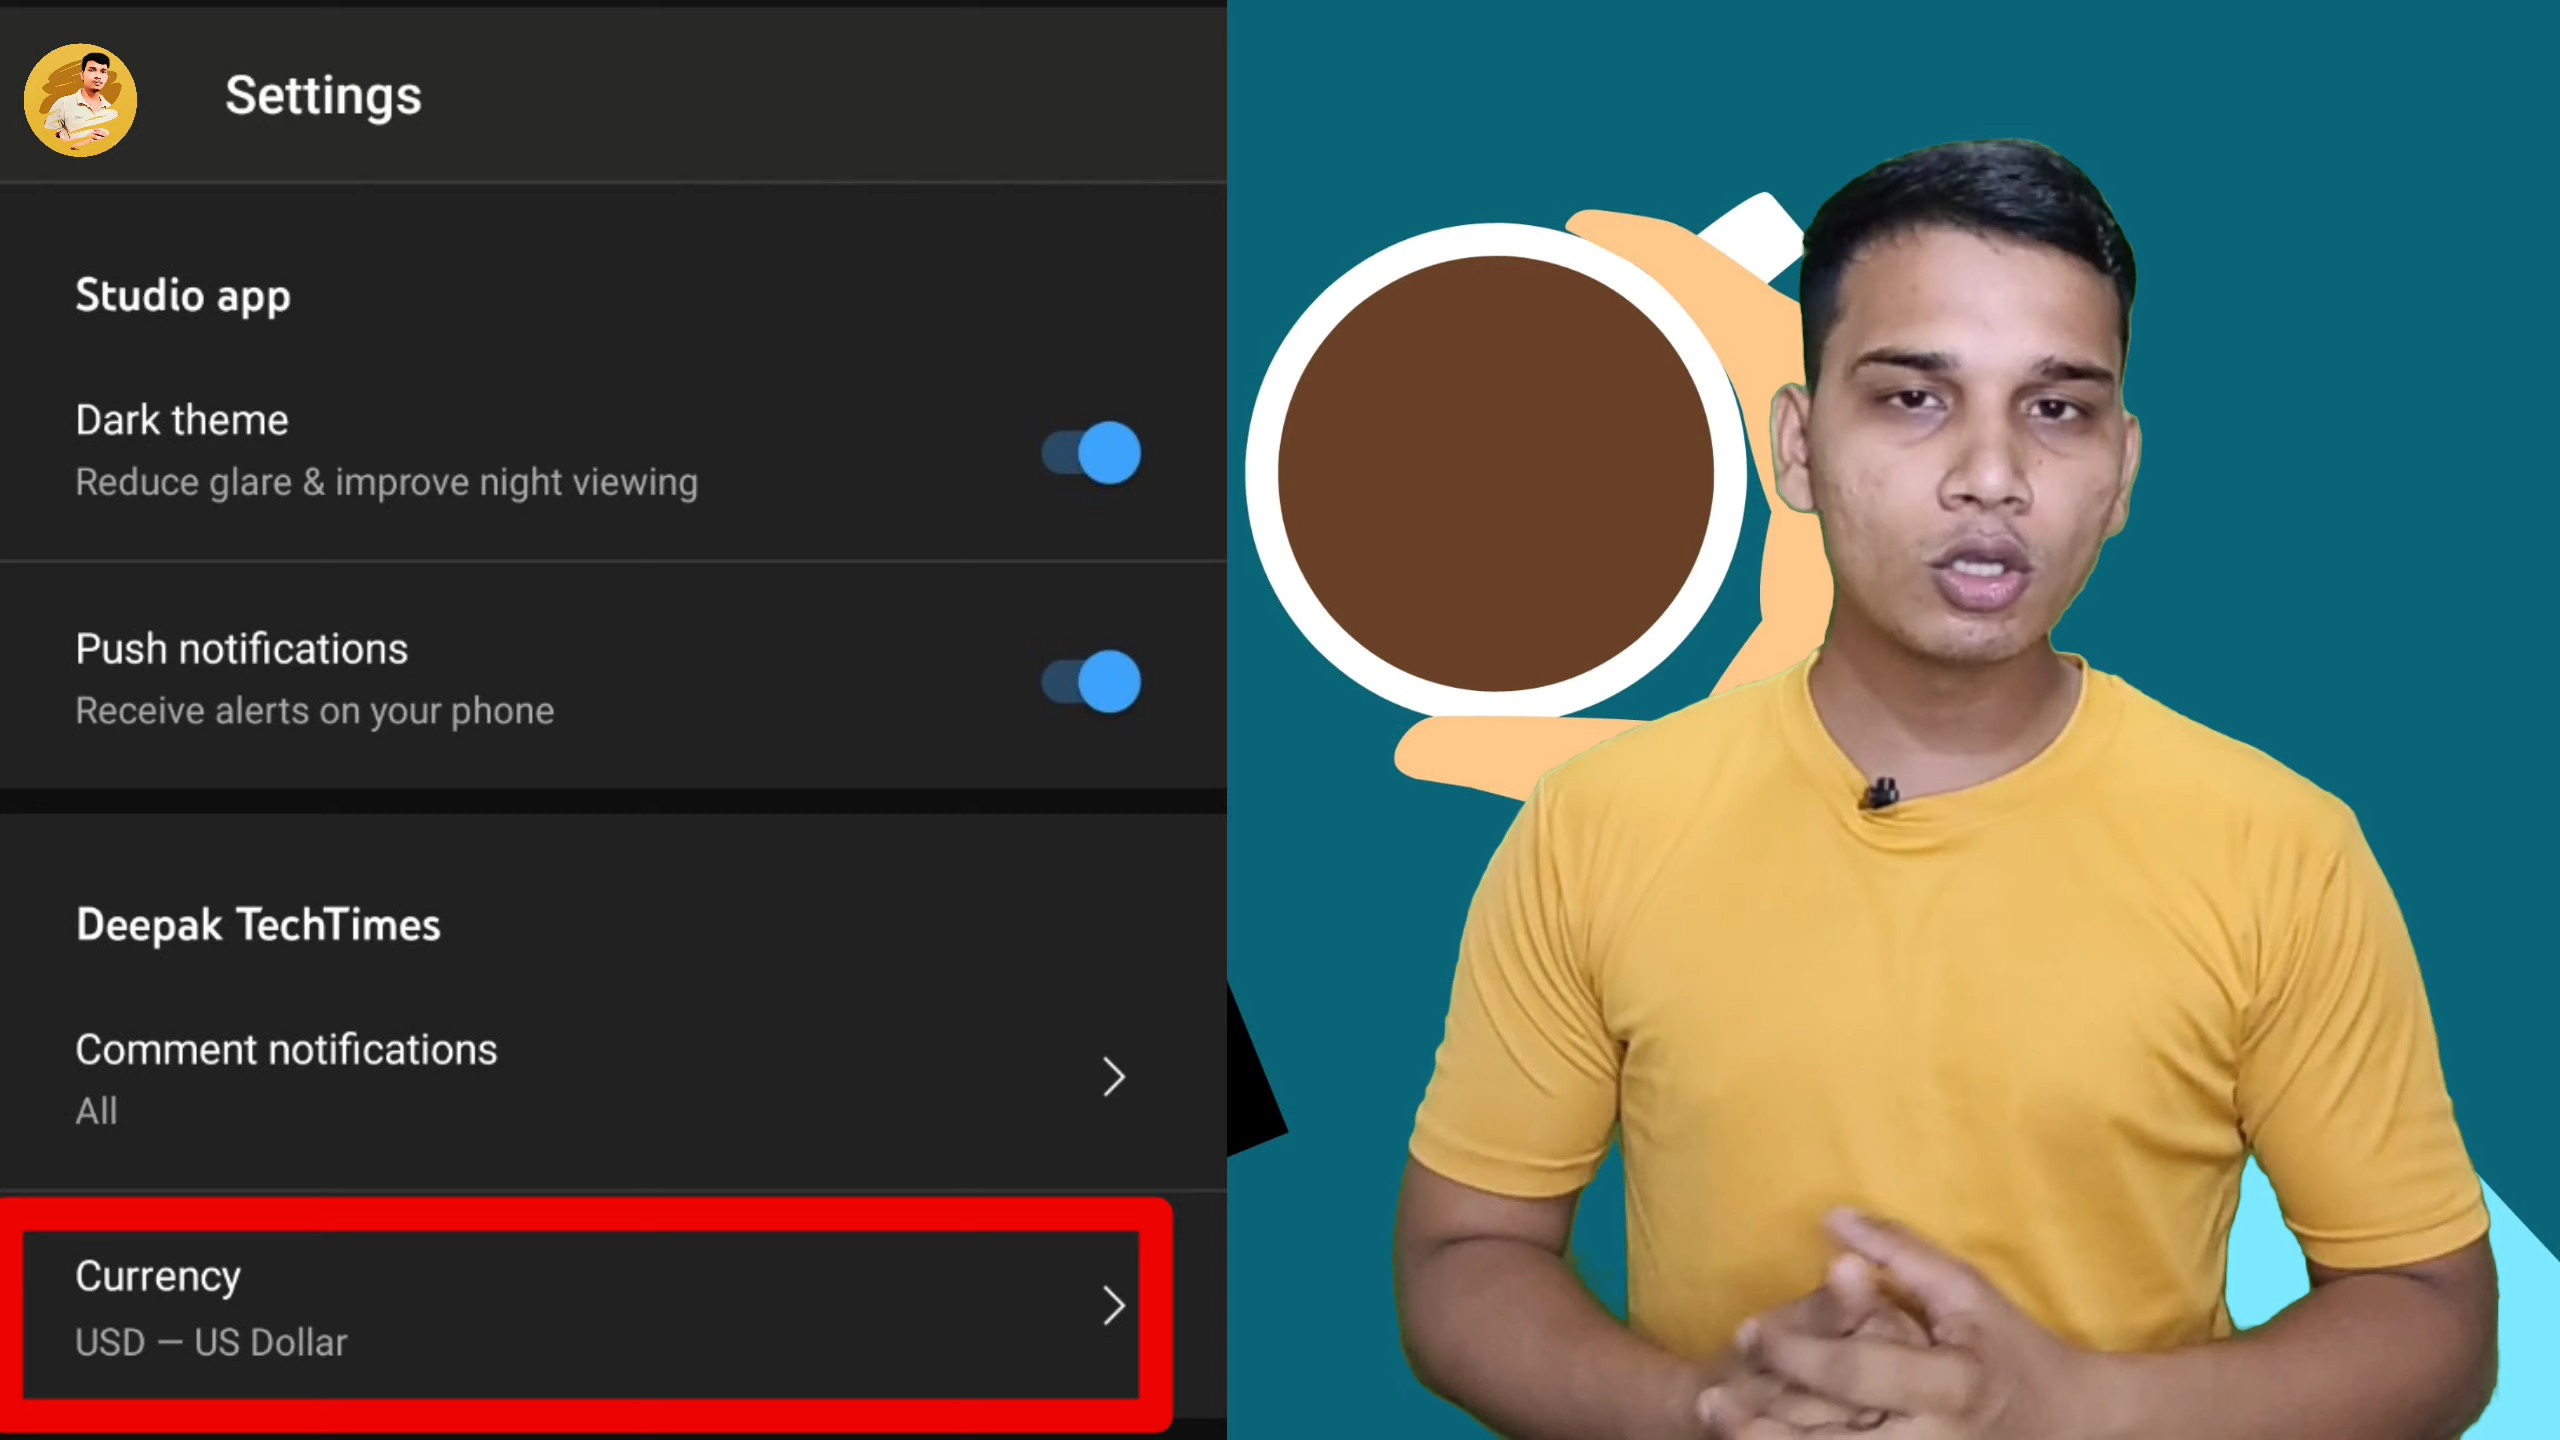 Settings
Studio app
Dark theme
Reduce glare & improve night viewing
Push notifications
Receive alerts on your phone
Deepak TechTimes
Comment notifications
All
Currency
USD — US Dollar